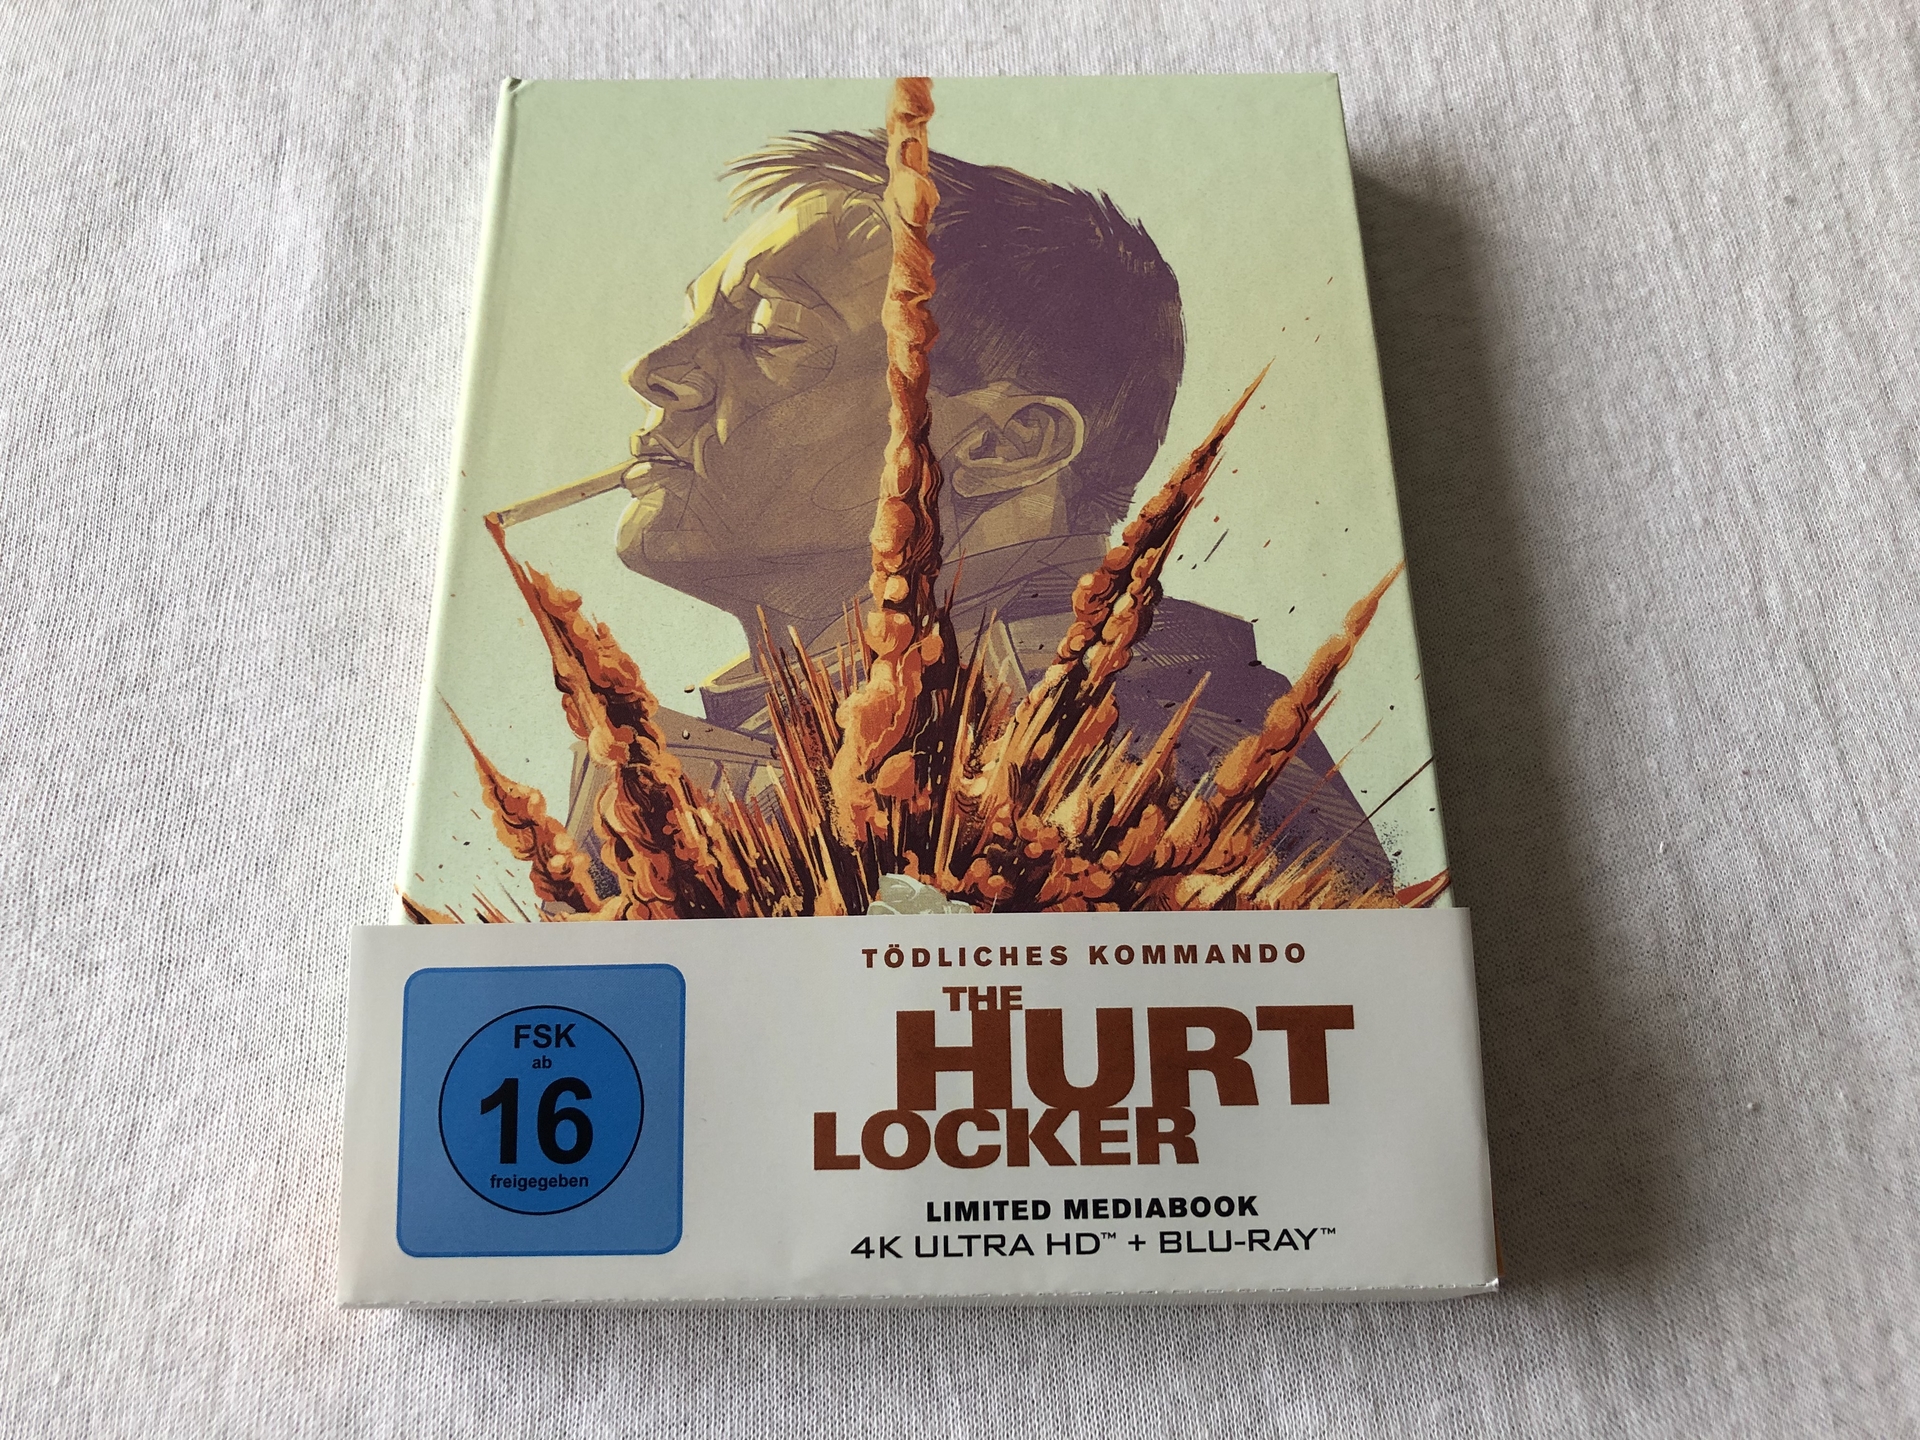 TÖDLICHES KOMMANDO
THE
HURT
LOCKER
LIMITED MEDIABOOK
4K ULTRA HD™ + BLU-RAY™
FSK
ab
16
freigegeben